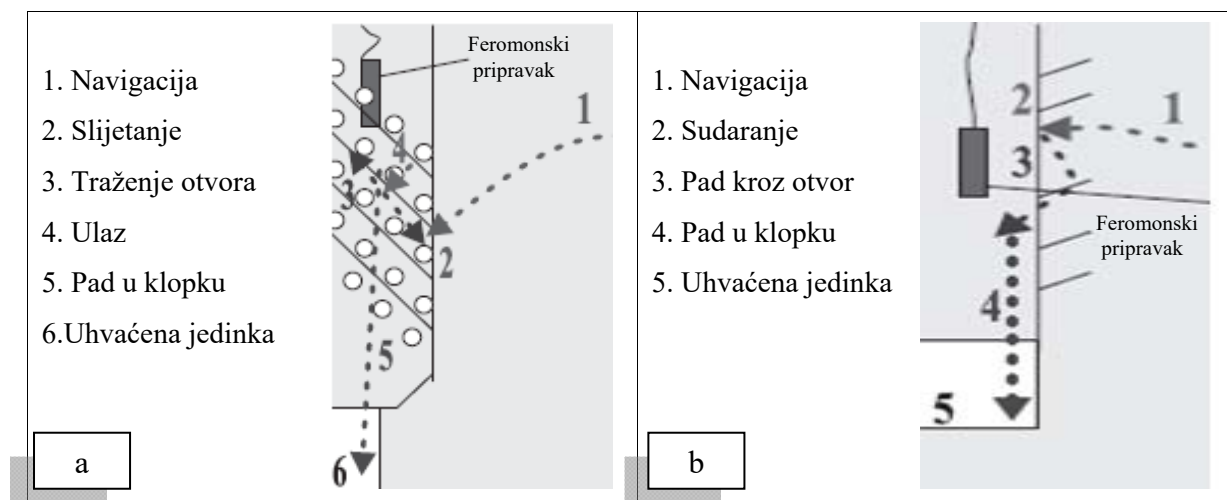 1. Navigacija
2. Slijetanje
3. Traženje otvora
4. Ulaz
5. Pad u klopku
6.Uhvaćena jedinka
Feromonski
pripravak
1
4
3
2
5
6
a
1. Navigacija
2. Sudaranje
3. Pad kroz otvor
4. Pad u klopku
5. Uhvaćena jedinka
2
1
3
Feromonski
pripravak
4
5
b